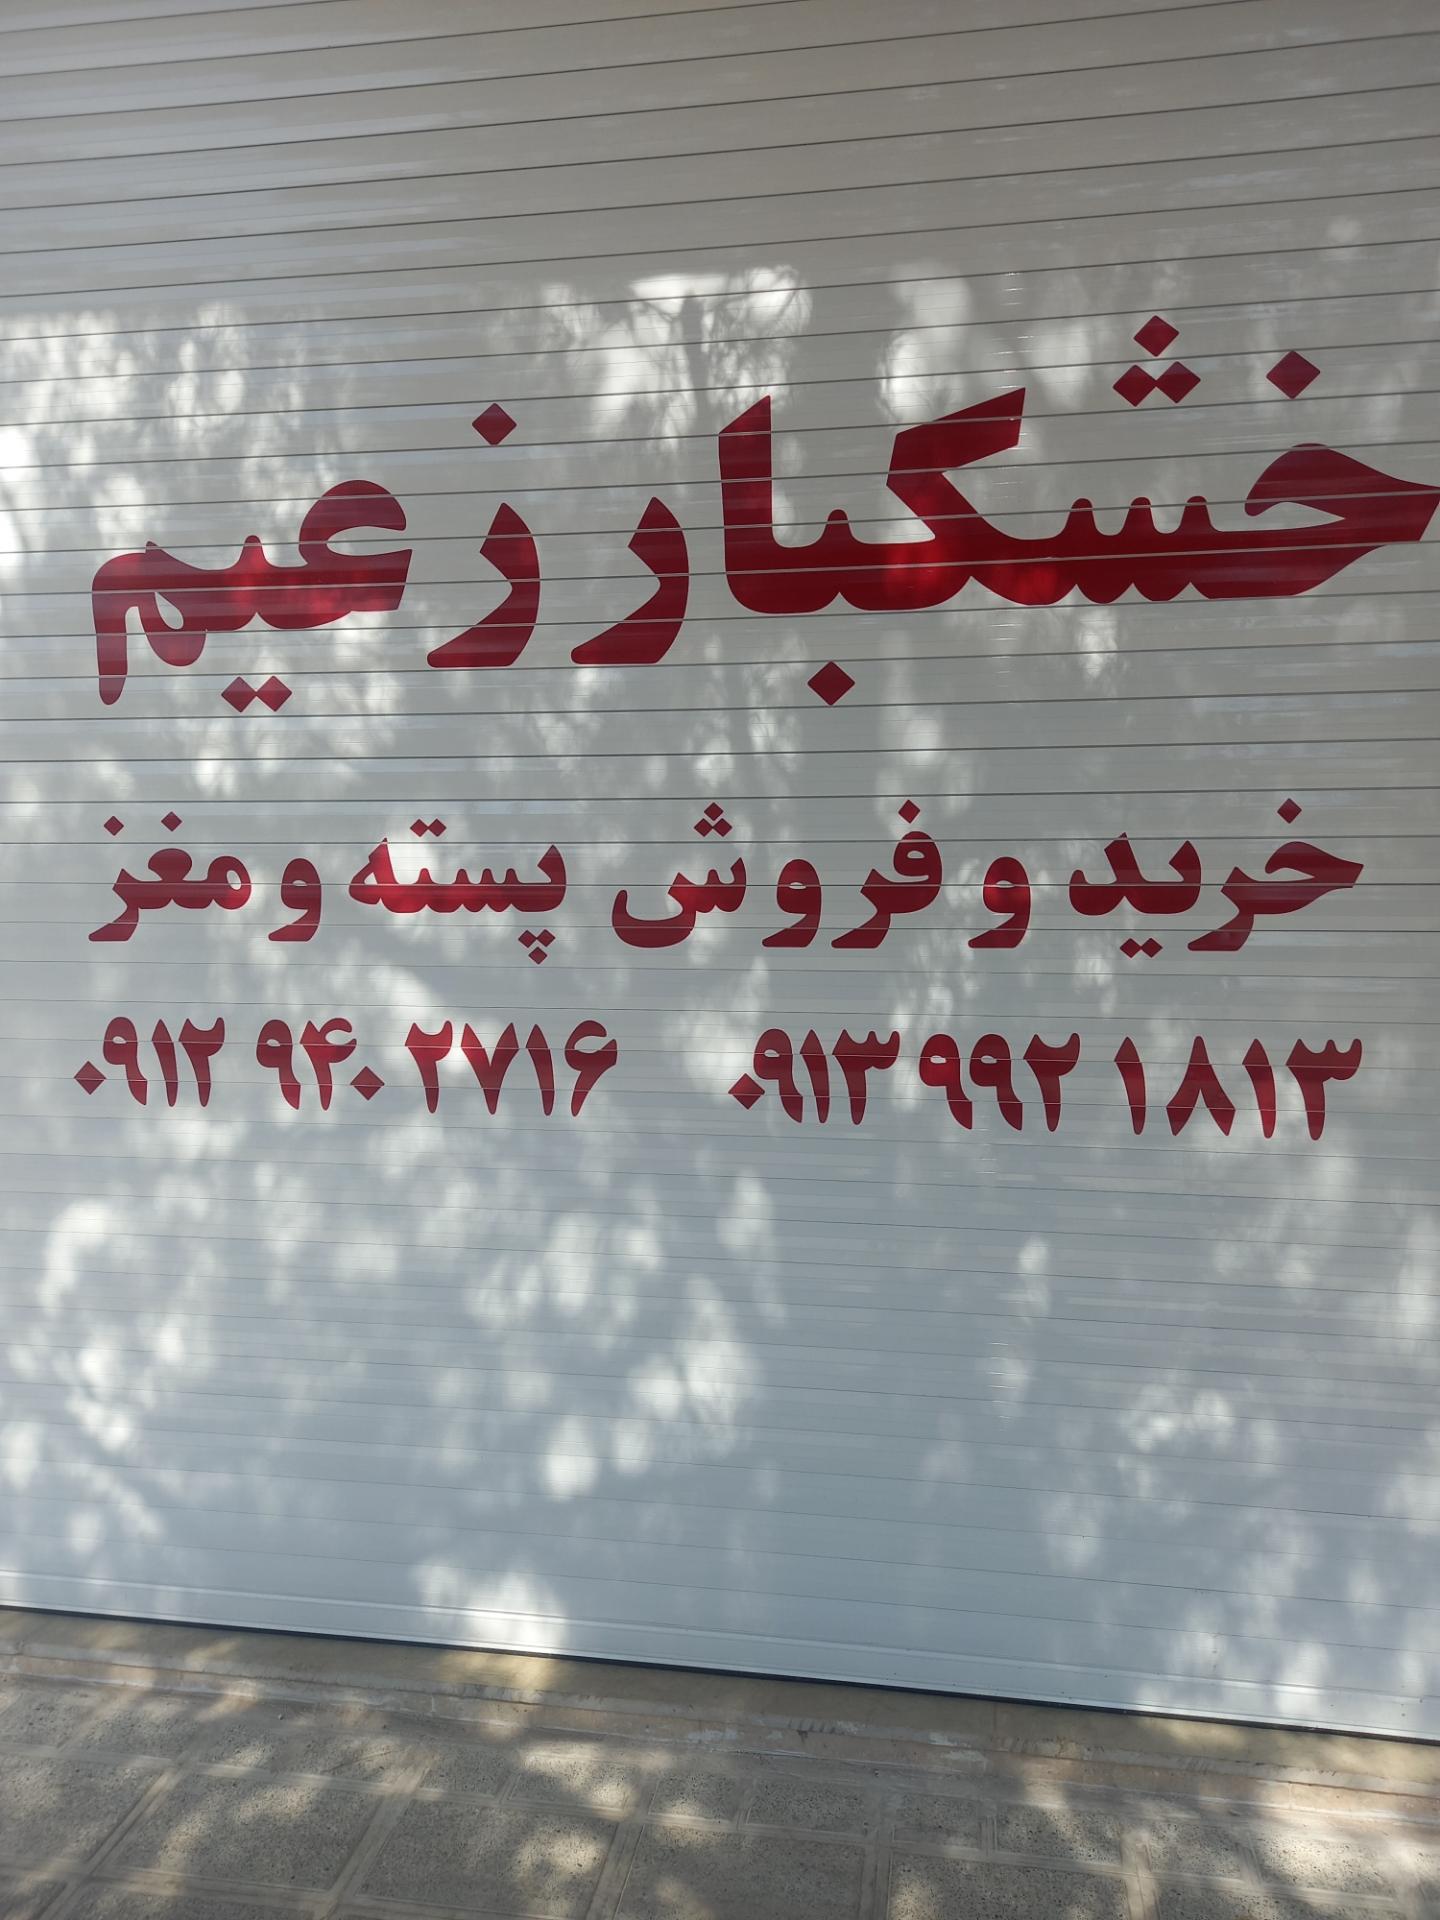 خشکبار زعیم
خرید و فروش پسته و مغز
۰۹۱۲ ۹۴۰ ۲۷۱۶ ۰۹۱۳ ۹۹۲ ۱۸۱۳